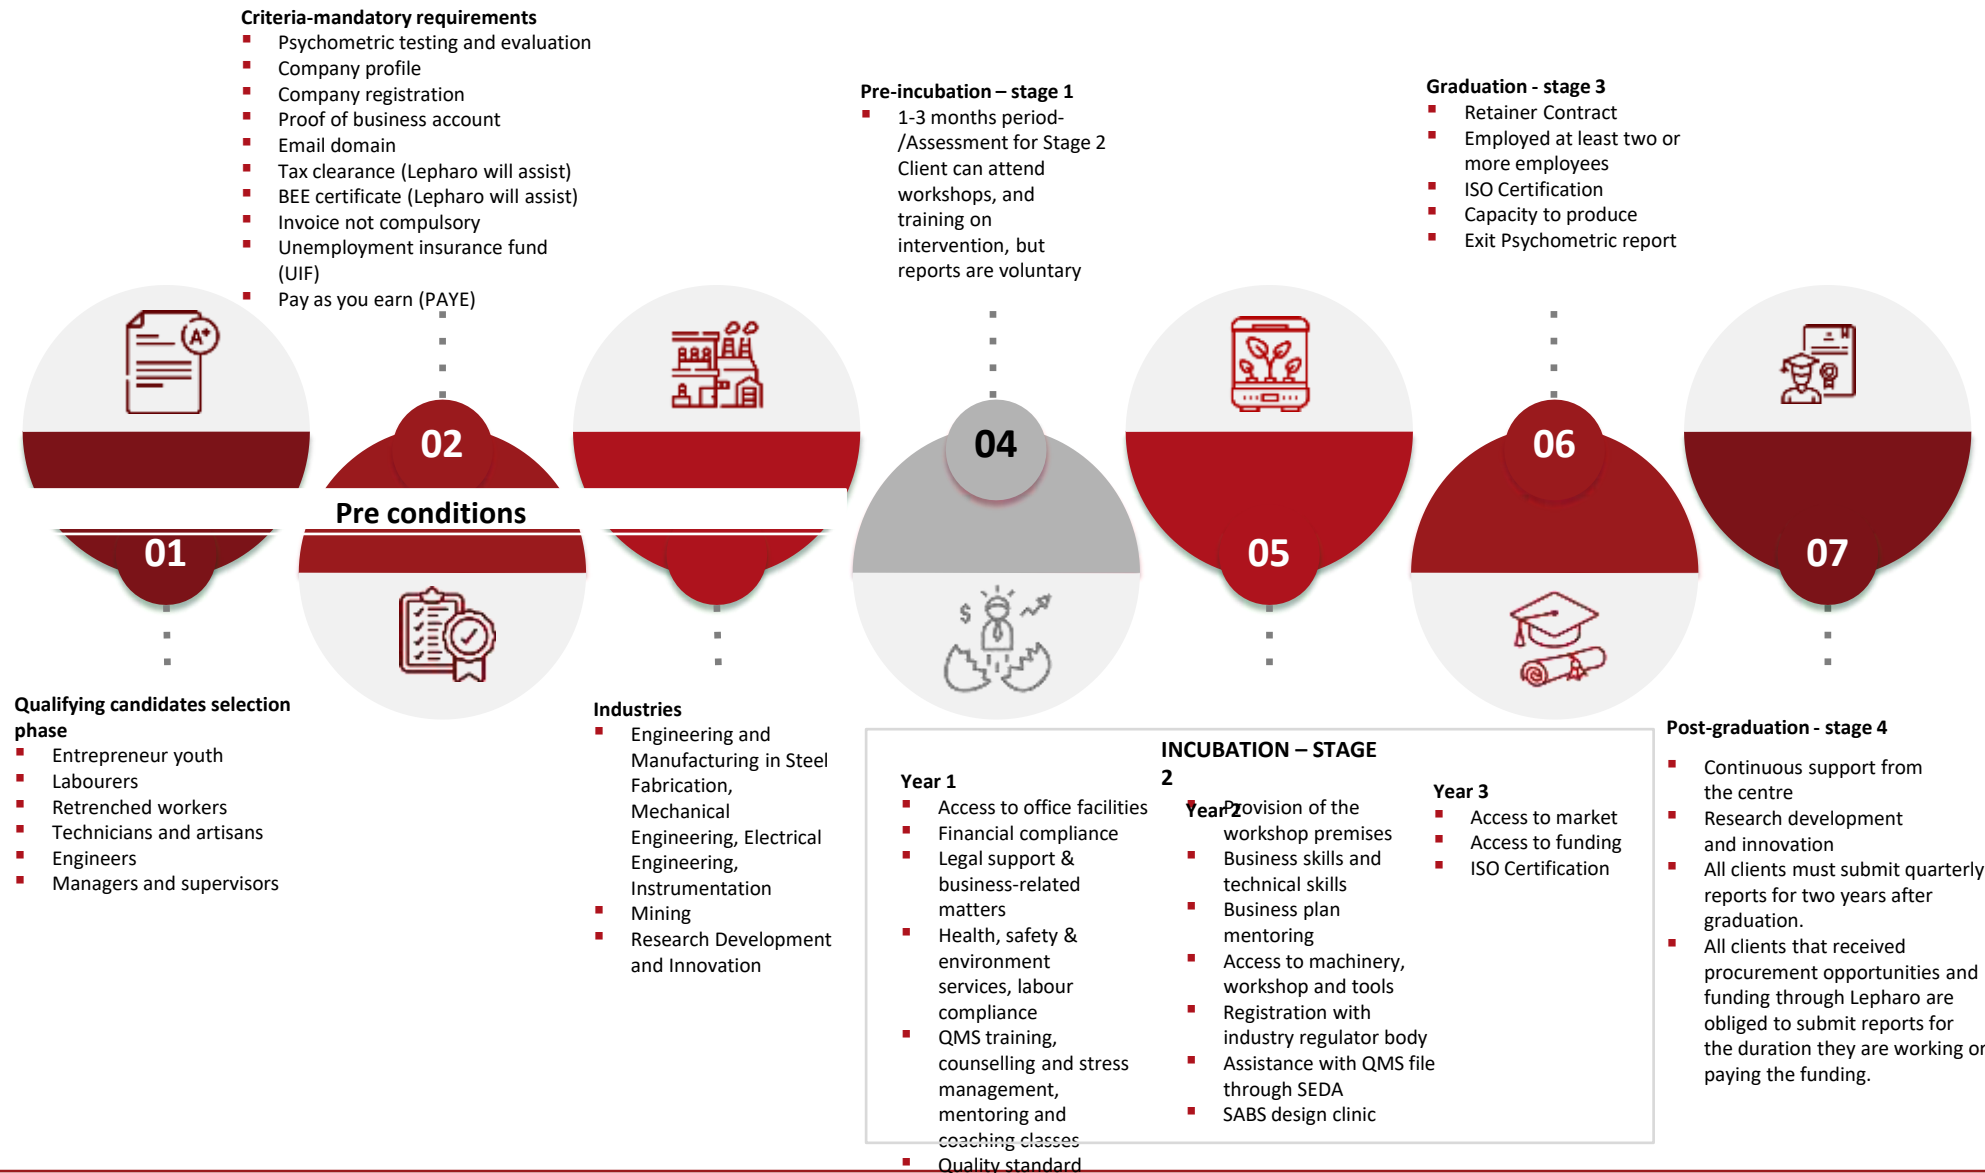 Criteria-mandatory requirements
Psychometric testing and evaluation
Company profile
Company registration
Proof of business account
Email domain
Tax clearance (Lepharo will assist)
BEE certificate (Lepharo will assist)
Invoice not compulsory
Unemployment insurance fund
(UIF)
Pay as you earn (PAYE)
Pre-incubation – stage 1
1-3 months period-
/Assessment for Stage 2
Client can attend
workshops, and
training on
intervention, but
reports are voluntary
Graduation - stage 3
Retainer Contract
Employed at least two or
more employees
ISO Certification
Capacity to produce
Exit Psychometric report
A+
$
01
02
Pre conditions
04
05
06
07
Qualifying candidates selection
phase
Entrepreneur youth
Labourers
Retrenched workers
Technicians and artisans
Engineers
Managers and supervisors
Industries
Engineering and
Manufacturing in Steel
Fabrication,
Mechanical
Engineering, Electrical
Engineering,
Instrumentation
Mining
Research Development
and Innovation
INCUBATION – STAGE
2
Year 1
Access to office facilities
Financial compliance
Legal support &
business-related
matters
Health, safety &
environment
services, labour
compliance
QMS training,
counselling and stress
management,
mentoring and
coaching classes
Quality standard
Year 2
Provision of the
workshop premises
Business skills and
technical skills
Business plan
mentoring
Access to machinery,
workshop and tools
Registration with
industry regulator body
Assistance with QMS file
through SEDA
SABS design clinic
Year 3
Access to market
Access to funding
ISO Certification
Post-graduation - stage 4
Continuous support from
the centre
Research development
and innovation
All clients must submit quarterly
reports for two years after
graduation.
All clients that received
procurement opportunities and
funding through Lepharo are
obliged to submit reports for
the duration they are working or
paying the funding.